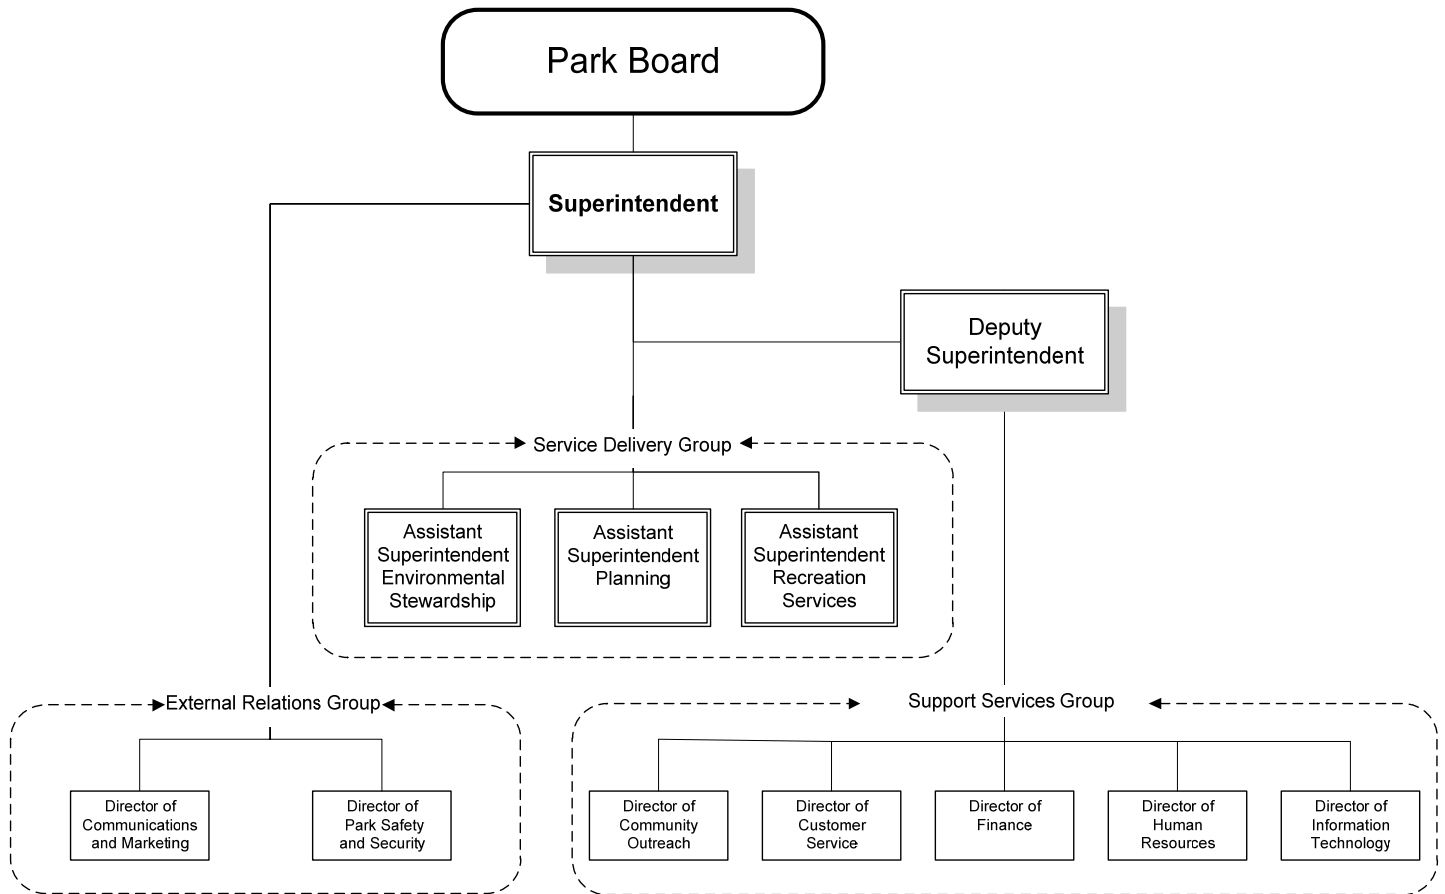 Park Board
Superintendent
Deputy
Superintendent
Service Delivery Group
Assistant
Superintendent
Environmental
Stewardship
Assistant
Superintendent
Planning
Assistant
Superintendent
Recreation
Services
External Relations Group
Director of
Communications
and Marketing
Director of
Park Safety
and Security
Support Services Group
Director of
Community
Outreach
Director of
Customer
Service
Director of
Finance
Director of
Human
Resources
Director of
Information
Technology